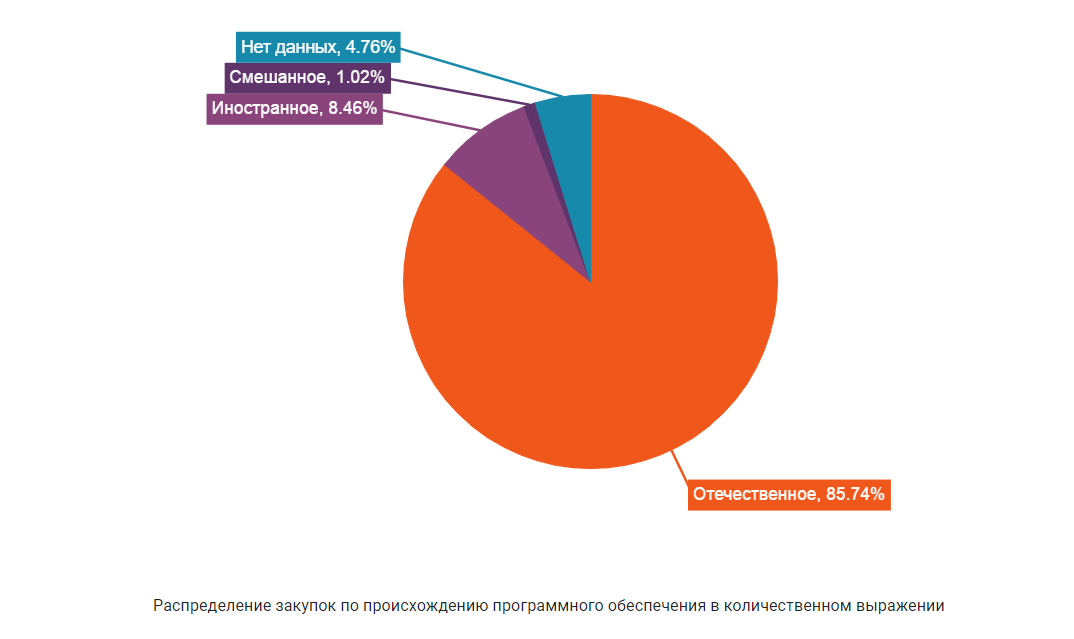 Нет данных, 4.76%
Смешанное, 1.02%
Иностранное, 8.46%
Отечественное, 85.74%
Распределение закупок по происхождению программного обеспечения в количественном выражении